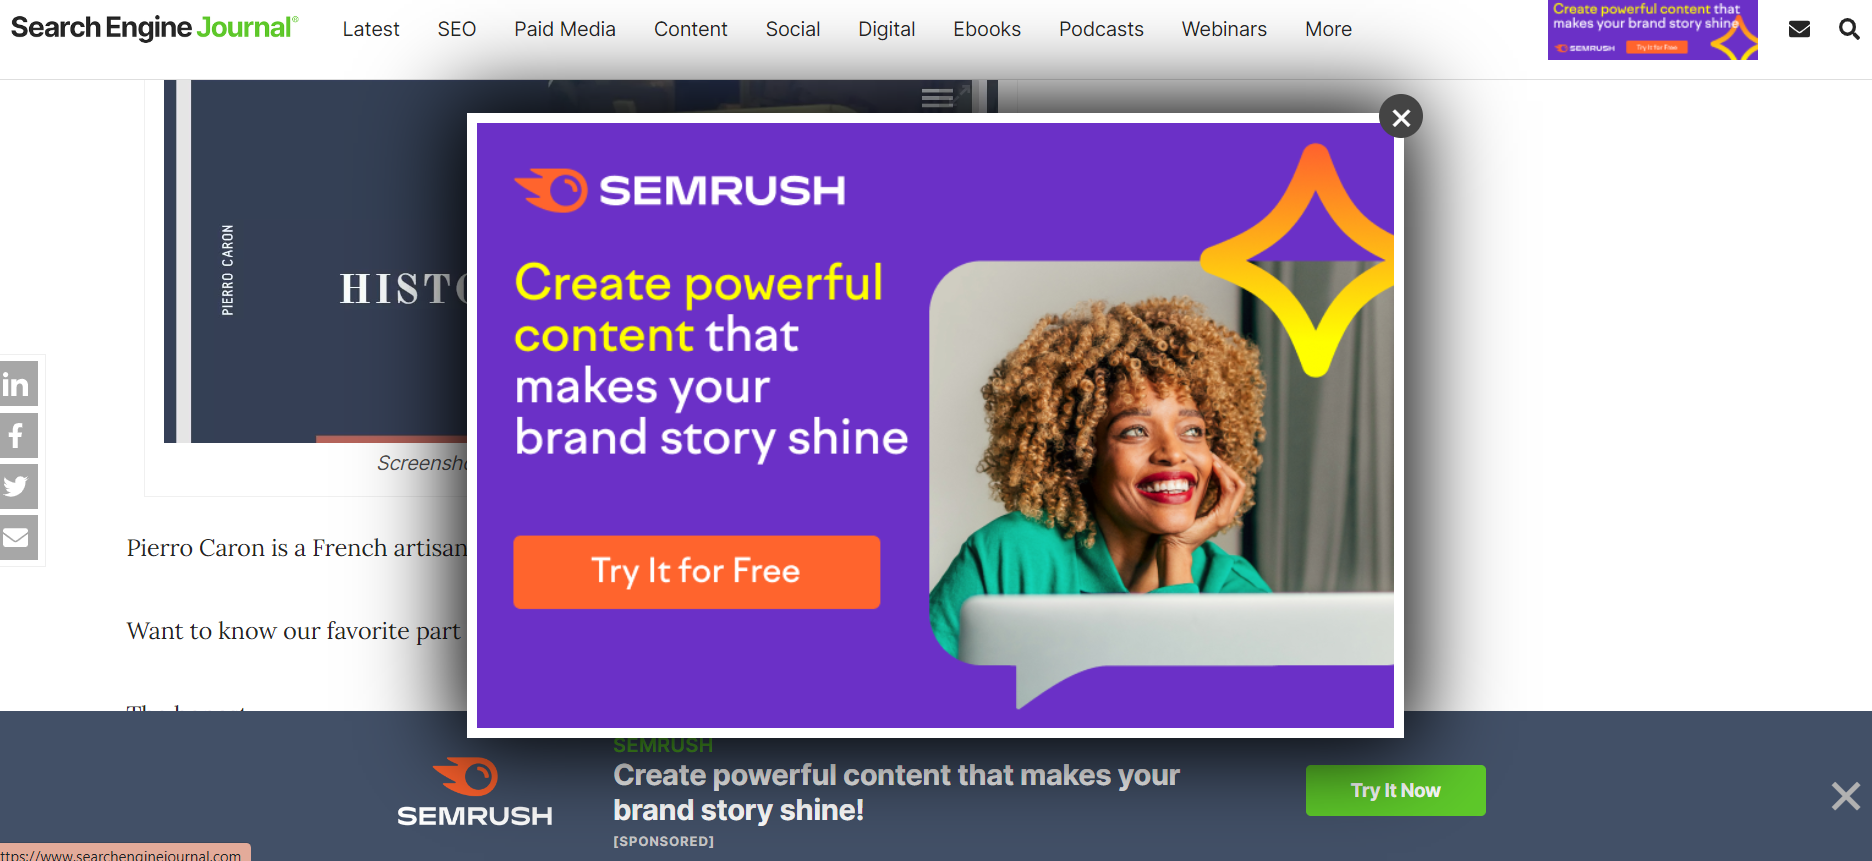 Search Engine Journal®
Latest
SEO
Paid Media
Content
Social
Digital
Ebooks
Podcasts
Webinars
More
Create powerful content that
makes your brand story shine
SEMRUSH
Try It for Free
PIERRO CARON
HISTO
Screensho
Pierro Caron is a French artisan
Want to know our favorite part
SEMRUSH
Create powerful
content that
makes your
brand story shine
Try It for Free
SEMRUSH
SEMRUSH
Create powerful content that makes your
brand story shine!
[SPONSORED]
Try It Now
ttps://www.searchenginejournal.com